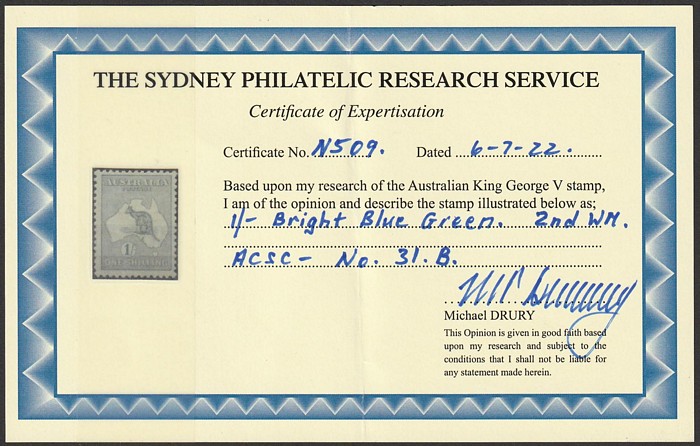 THE SYDNEY PHILATELIC RESEARCH SERVICE
Certificate of Expertisation
Certificate No. N509. Dated 6-7-22.
Based upon my research of the Australian King George V stamp,
I am of the opinion and describe the stamp illustrated below as;
1/- Bright Blue Green. 2nd WM.
ACSC - No. 31.B.
AUSTRALIA
POSTAGE
1/-
ONE SHILLING
Michael DRURY
This Opinion is given in good faith based
upon my research and subject to the
conditions that I shall not be liable for
any statement made herein.